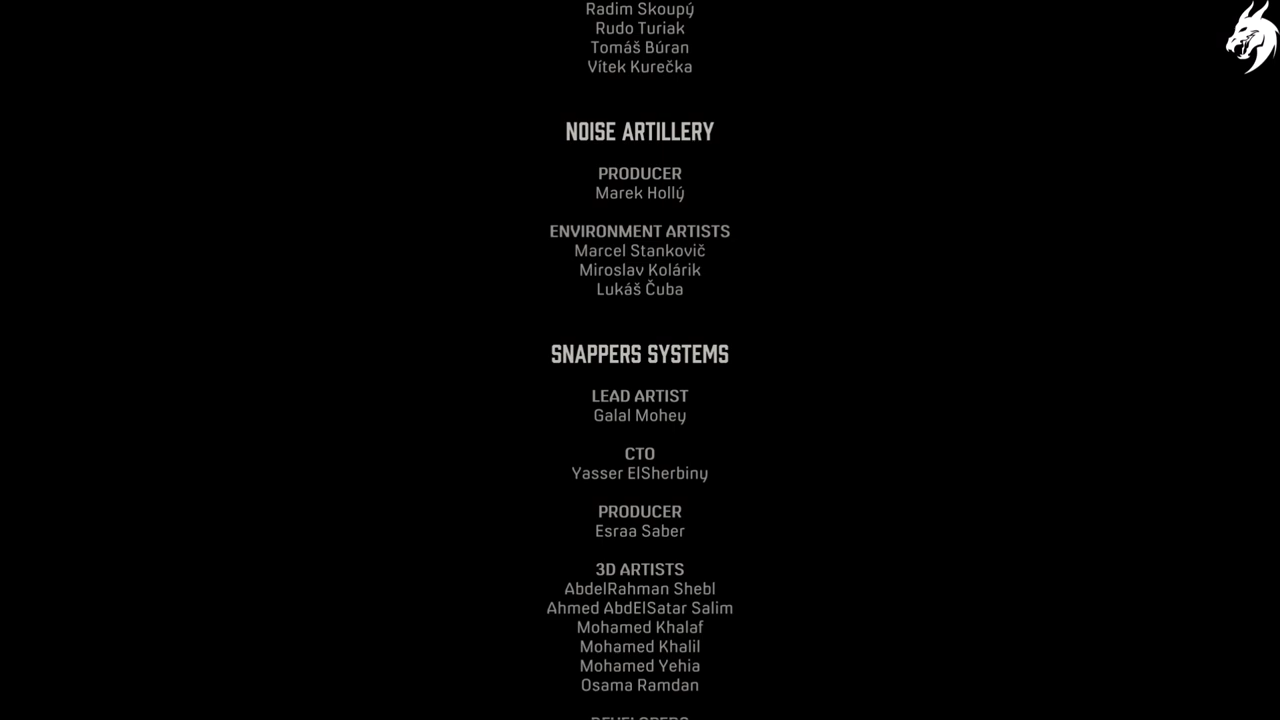 Radim Skoupý
Rudo Turiak
Tomáš Búran
Vítek Kurečka
NOISE ARTILLERY
PRODUCER
Marek Hollý
ENVIRONMENT ARTISTS
Marcel Stankovič
Miroslav Kolárik
Lukáš Čuba
SNAPPERS SYSTEMS
LEAD ARTIST
Galal Mohey
CTO
Yasser ElSherbiny
PRODUCER
Esraa Saber
3D ARTISTS
AbdelRahman Shebl
Ahmed AbdElSatar Salim
Mohamed Khalaf
Mohamed Khalil
Mohamed Yehia
Osama Ramdan
DEVELOPERS